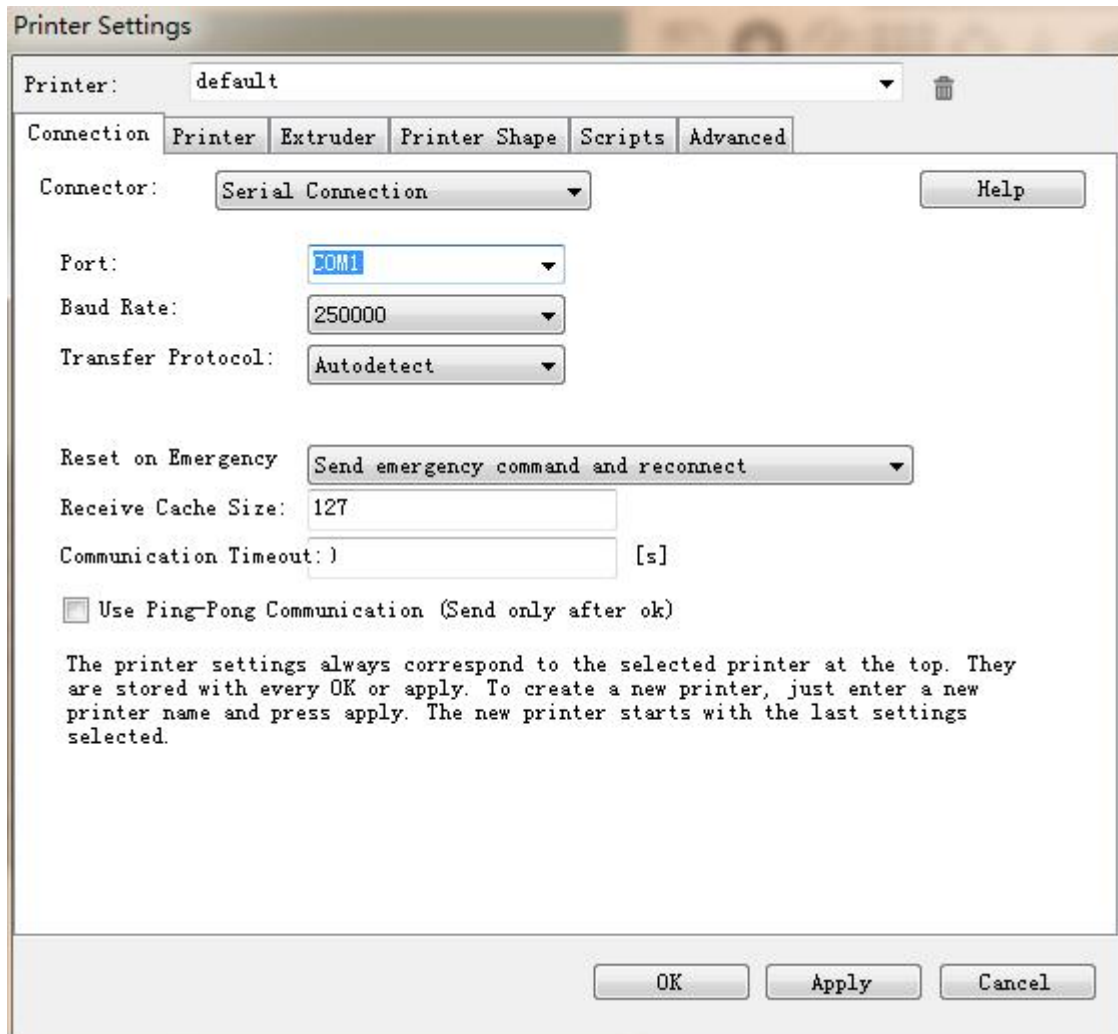 Printer Settings
Printer: default
Connection Printer Extruder Printer Shape Scripts Advanced
Connector: Serial Connection Help
Port: COM1
Baud Rate: 250000
Transfer Protocol: Autodetect
Reset on Emergency Send emergency command and reconnect
Receive Cache Size: 127
Communication Timeout:) [s]
Use Ping-Pong Communication (Send only after ok)
The printer settings always correspond to the selected printer at the top. They
are stored with every OK or apply. To create a new printer, just enter a new
printer name and press apply. The new printer starts with the last settings
selected.
OK Apply Cancel